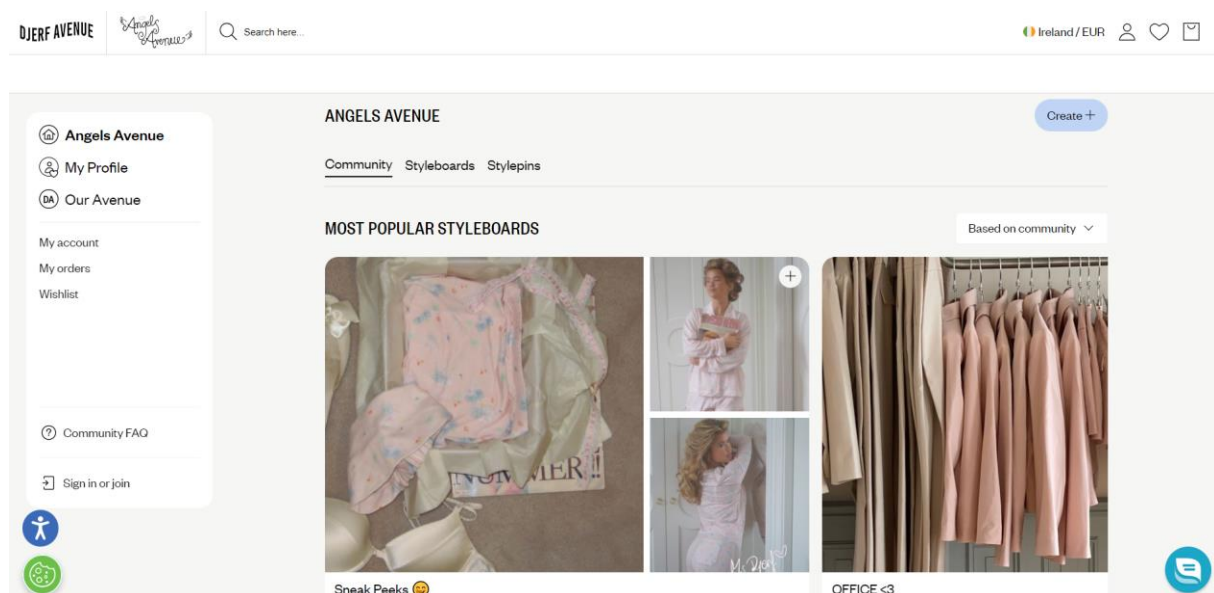 DJERF AVENUE
Angels Avenue
Search here...
Ireland / EUR
Angels Avenue
My Profile
DA Our Avenue
My account
My orders
Wishlist
Community FAQ
Sign in or join
ANGELS AVENUE
Create +
Community Styleboards Stylepins
MOST POPULAR STYLEBOARDS
Based on community
Ms Djerf
Sneak Peeks 😊
OFFICE <3